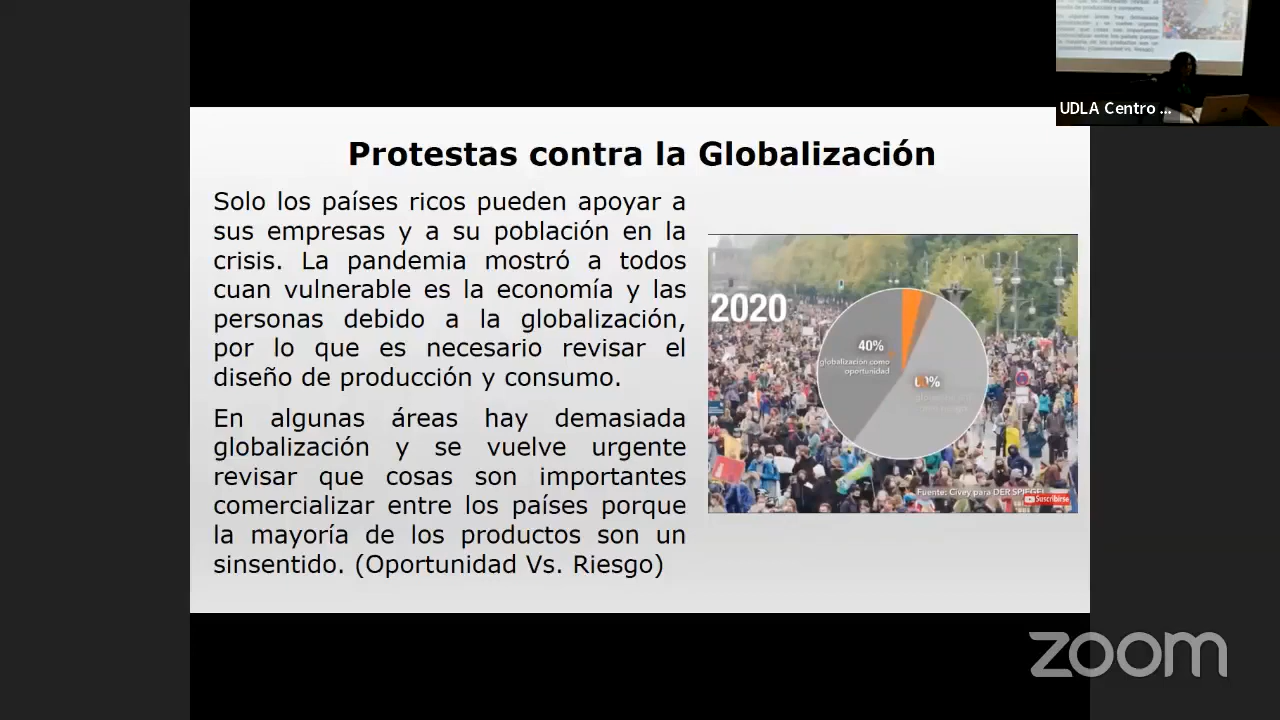 UDLA Centro ...
Protestas contra la Globalización
Solo los países ricos pueden apoyar a
sus empresas y a su población en la
crisis. La pandemia mostró a todos
cuan vulnerable es la economía y las
personas debido a la globalización,
por lo que es necesario revisar el
diseño de producción y consumo.
En algunas áreas hay demasiada
globalización y se vuelve urgente
revisar que cosas son importantes
comercializar entre los países porque
la mayoría de los productos son un
sinsentido. (Oportunidad Vs. Riesgo)
2020
40%
globalización como
oportunidad
Fuente: Civey para DER SPIEGEL
Suscribirse
zoom